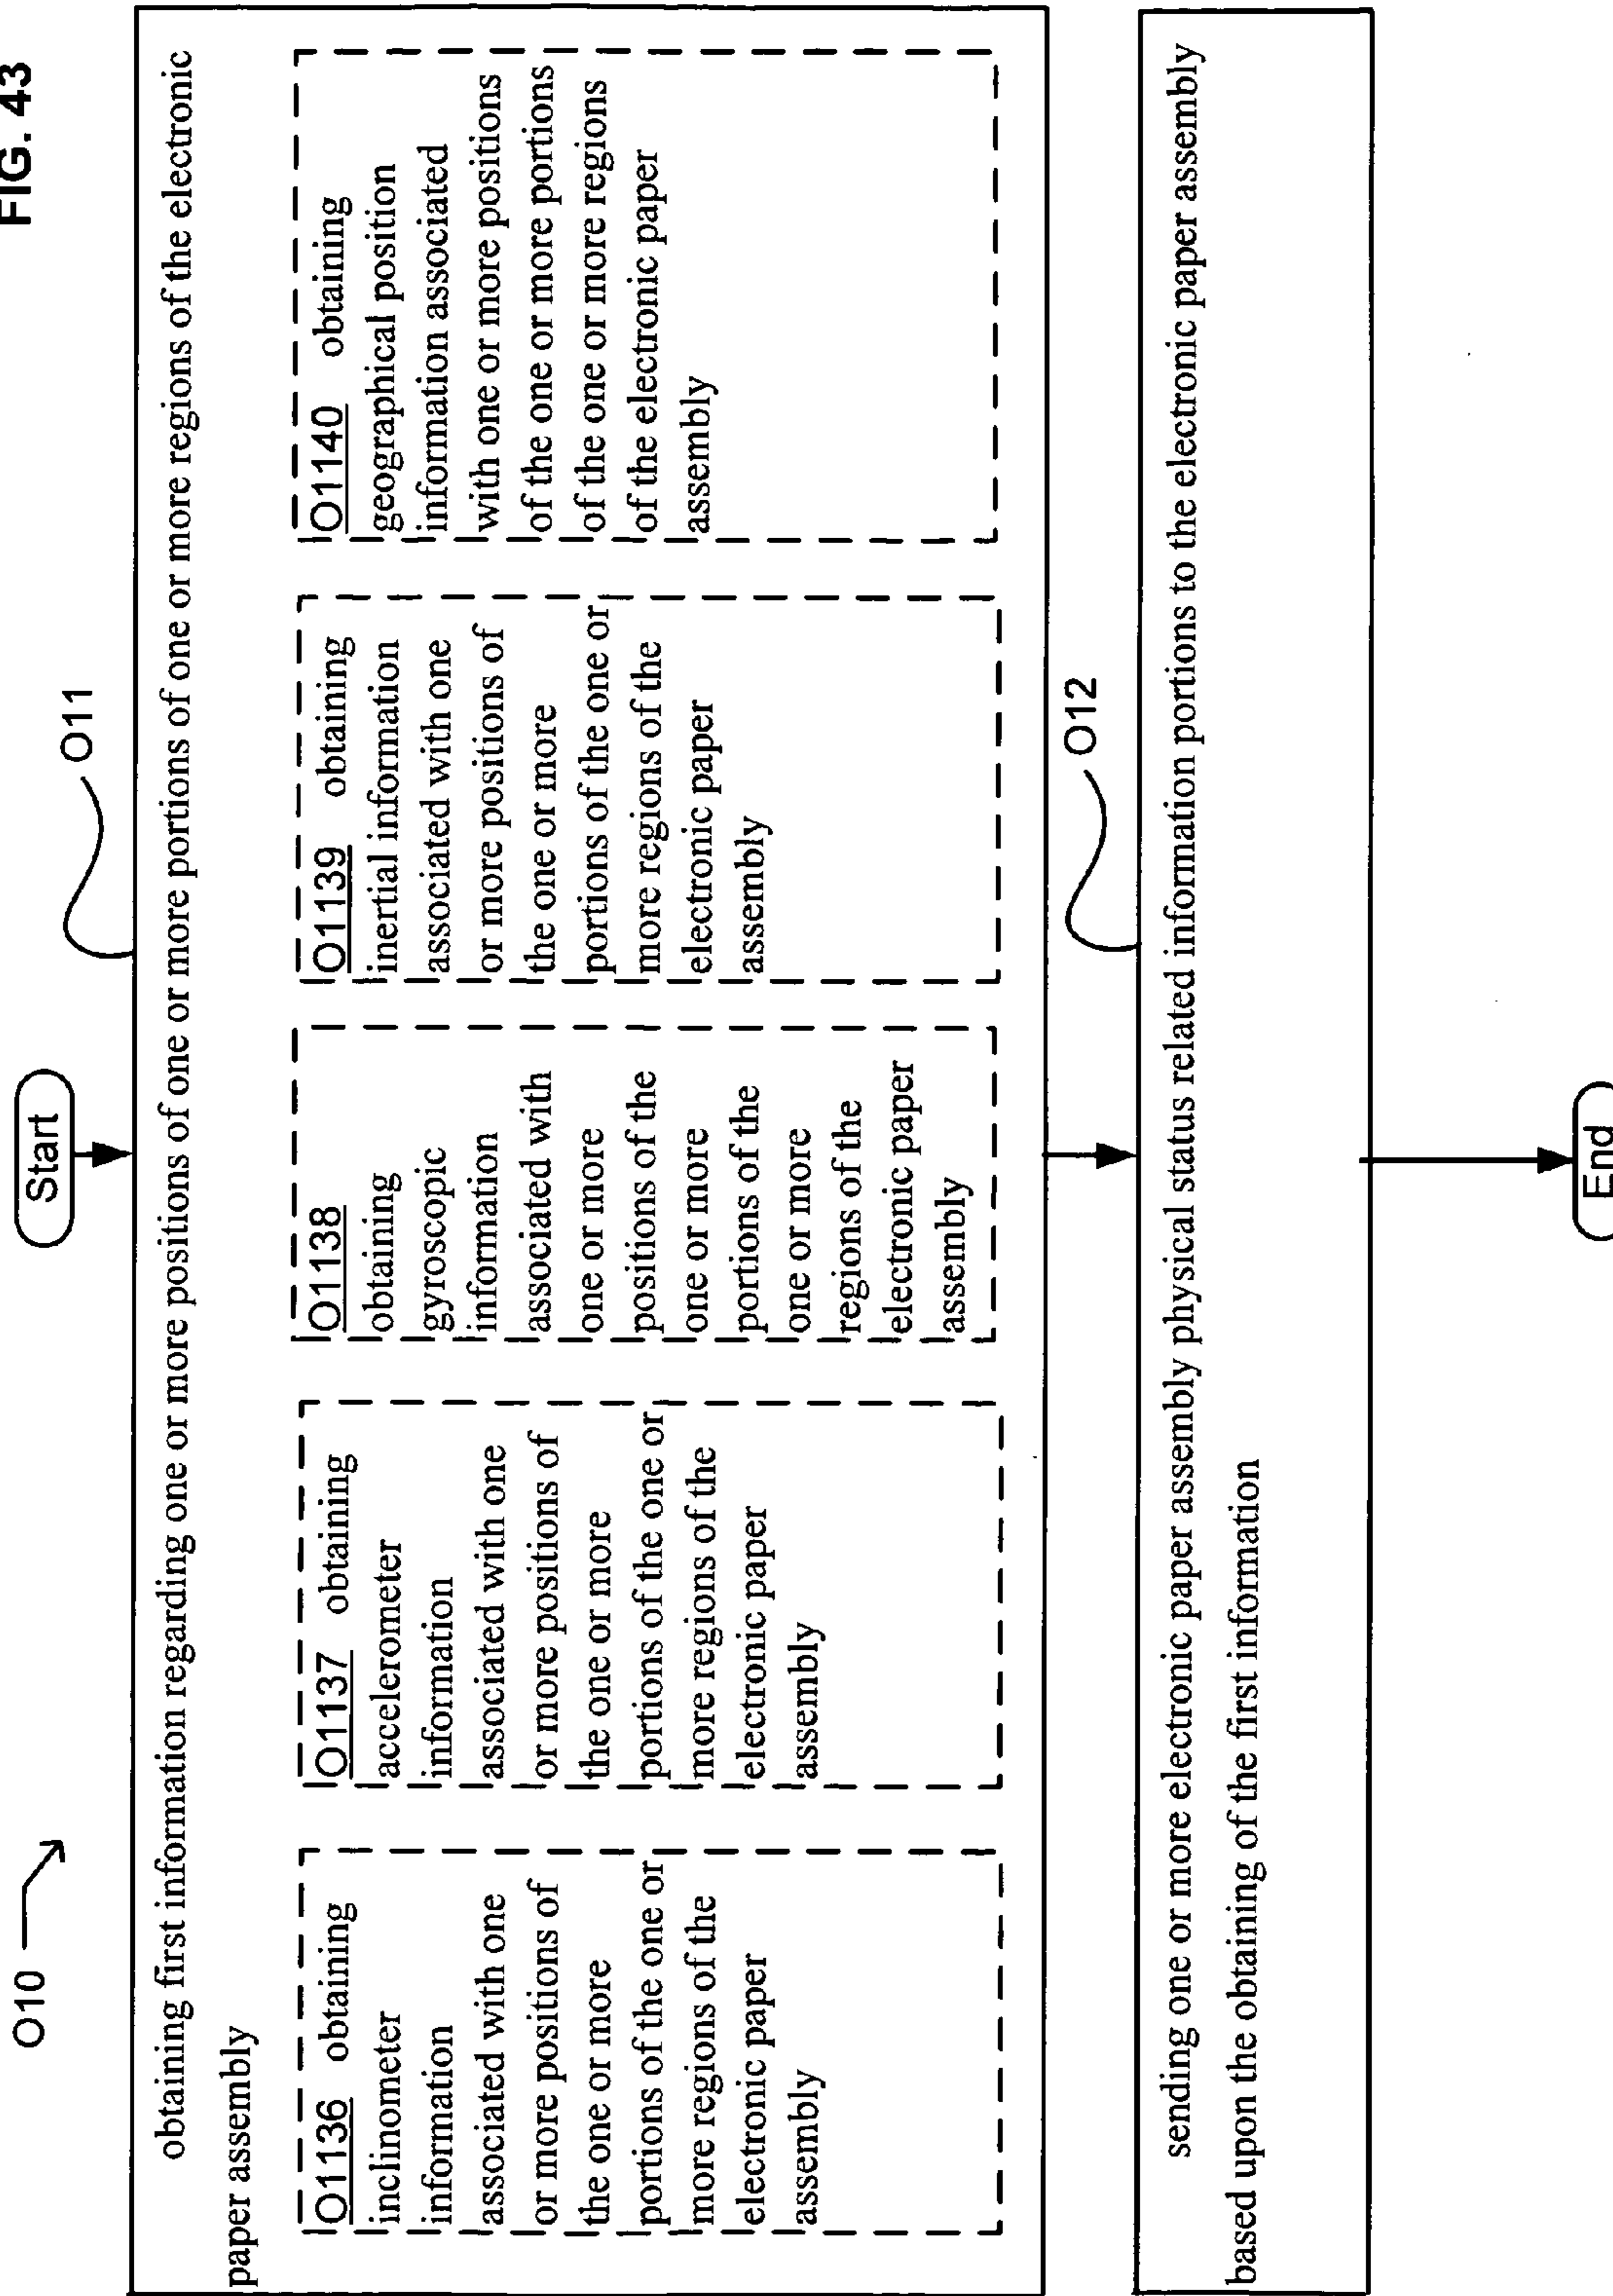 FIG. 43
O10
Start
O11
obtaining first information regarding one or more positions of one or more portions of one or more regions of the electronic
paper assembly
O1136 obtaining
inclinometer
information
associated with one
or more positions of
the one or more
portions of the one or
more regions of the
electronic paper
assembly
O1137 obtaining
accelerometer
information
associated with one
or more positions of
the one or more
portions of the one or
more regions of the
electronic paper
assembly
O1138
obtaining
gyroscopic
information
associated with
one or more
positions of the
one or more
portions of the
one or more
regions of the
electronic paper
assembly
O1139 obtaining
inertial information
associated with one
or more positions of
the one or more
portions of the one or
more regions of the
electronic paper
assembly
O1140 obtaining
geographical position
information associated
with one or more positions
of the one or more portions
of the one or more regions
of the electronic paper
assembly
O12
sending one or more electronic paper assembly physical status related information portions to the electronic paper assembly
based upon the obtaining of the first information
End